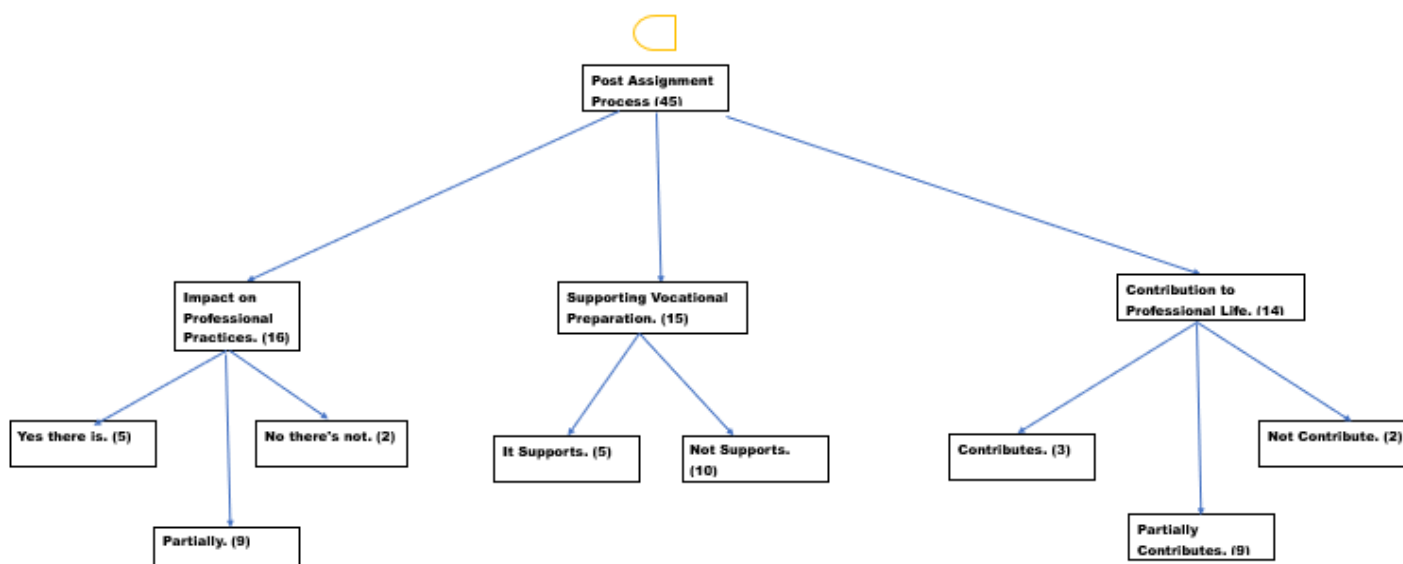 Post Assignment
Process (45)
Impact on
Professional
Practices. (16)
Supporting Vocational
Preparation. (15)
Contribution to
Professional Life. (14)
Yes there is. (5)
No there's not. (2)
Partially. (9)
It Supports. (5)
Not Supports.
(10)
Contributes. (3)
Not Contribute. (2)
Partially
Contributes. (9)